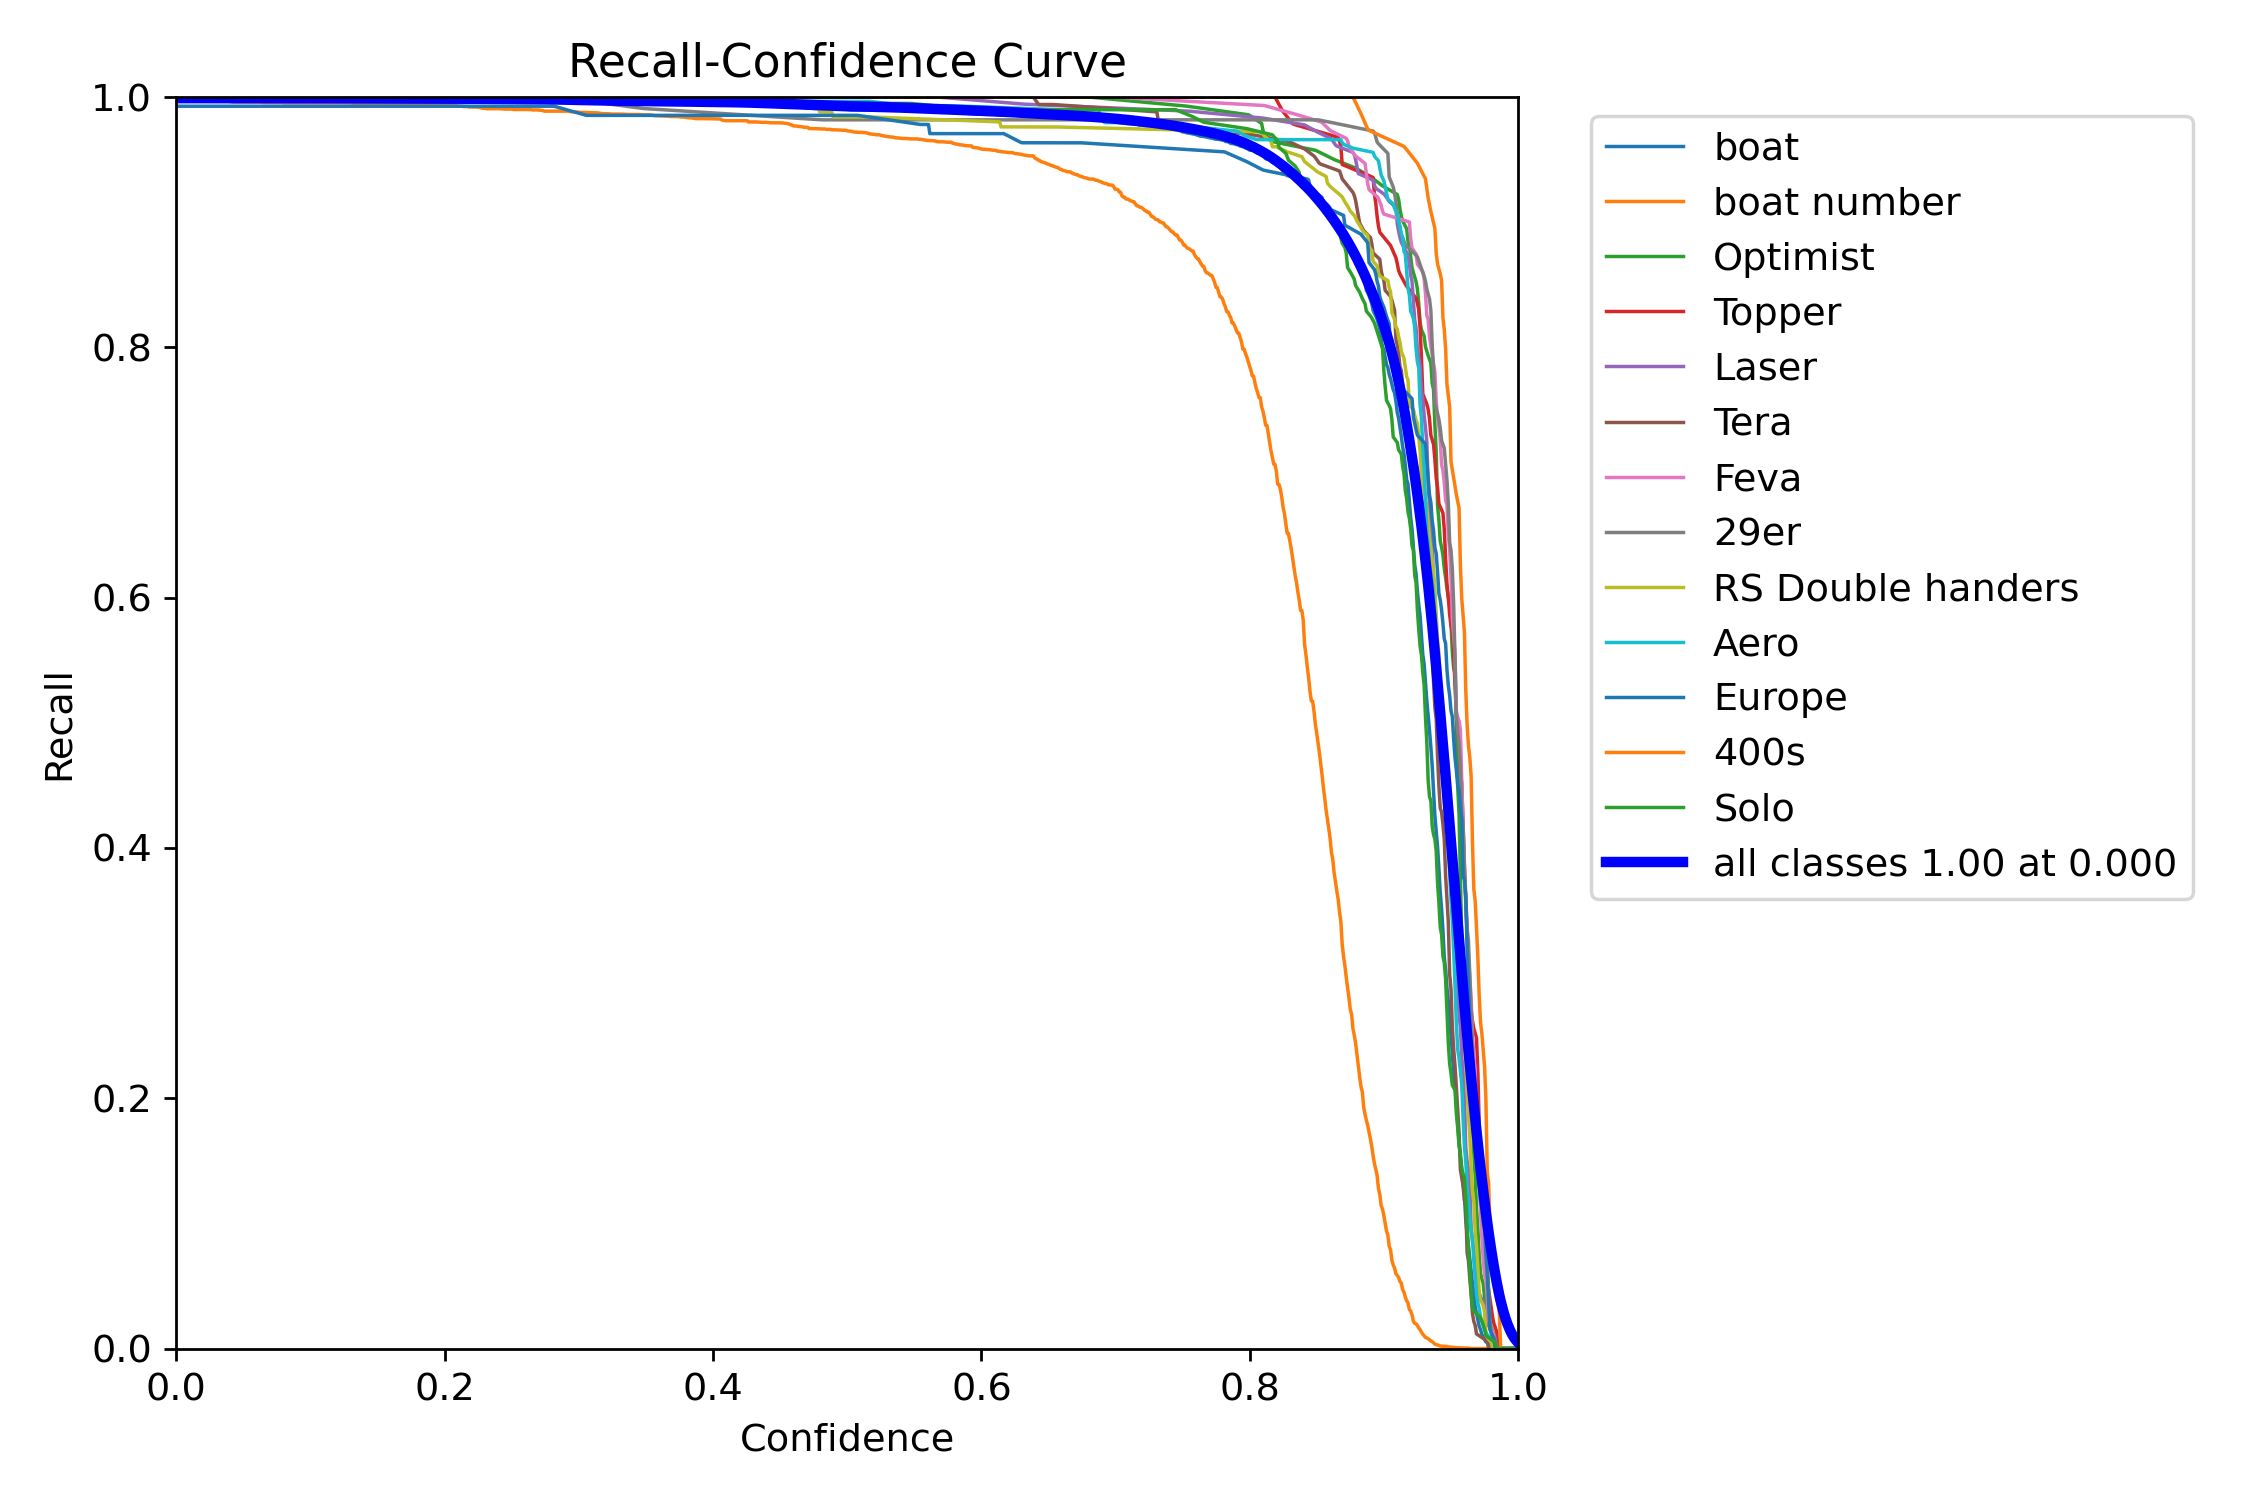 Recall-Confidence Curve
1.0
0.8
0.6
0.4
0.2
0.0
Recall
0.0 0.2 0.4 0.6 0.8 1.0
Confidence
boat
boat number
Optimist
Topper
Laser
Tera
Feva
29er
RS Double handers
Aero
Europe
400s
Solo
all classes 1.00 at 0.000